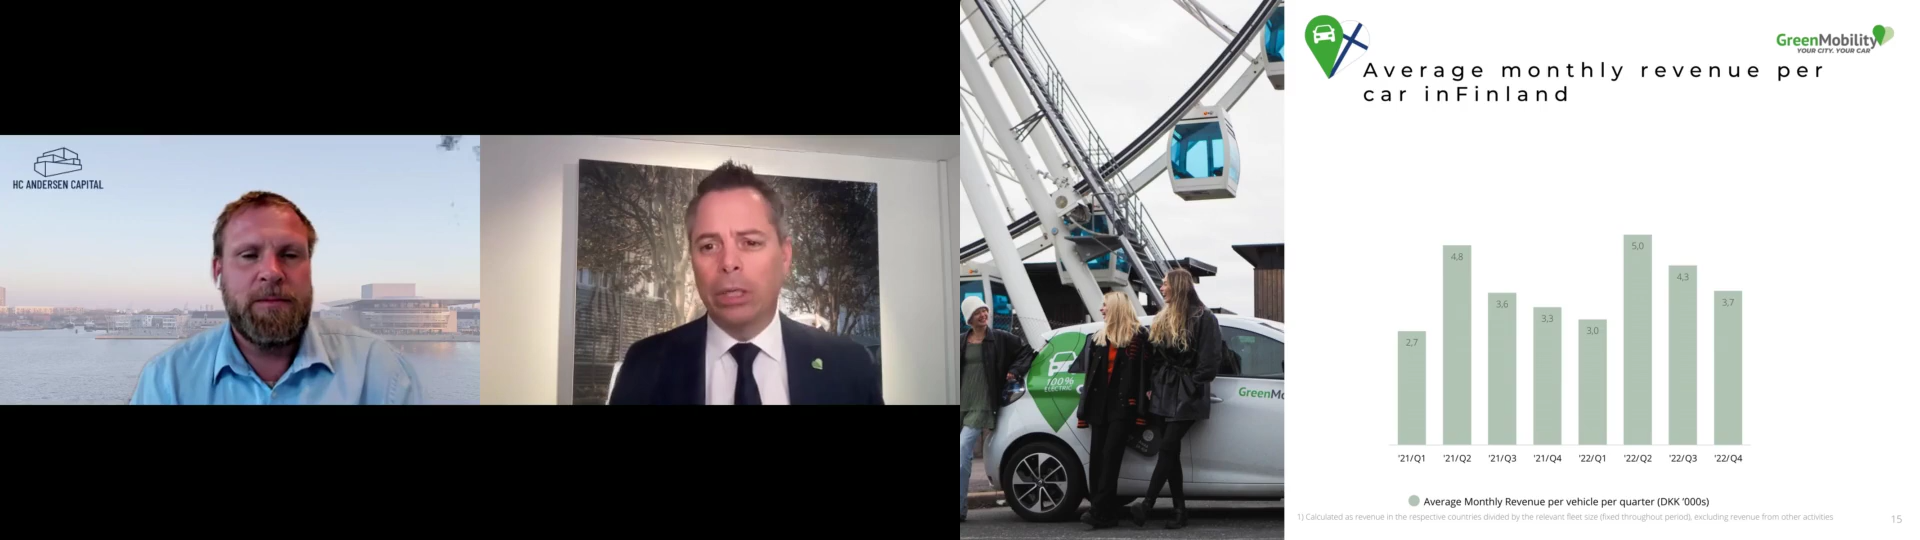 HC ANDERSEN CAPITAL
100%
ELECTRIC
GreenMo
GreenMobility
YOUR CITY. YOUR CAR
Average monthly revenue per
car inFinland
2,7
4,8
3,6
3,3
3,0
5,0
4,3
3,7
'21/Q1
'21/Q2
'21/Q3
'21/Q4
'22/Q1
'22/Q2
'22/Q3
'22/Q4
Average Monthly Revenue per vehicle per quarter (DKK '000s)
1) Calculated as revenue in the respective countries divided by the relevant fleet size (fixed throughout period), excluding revenue from other activities
15